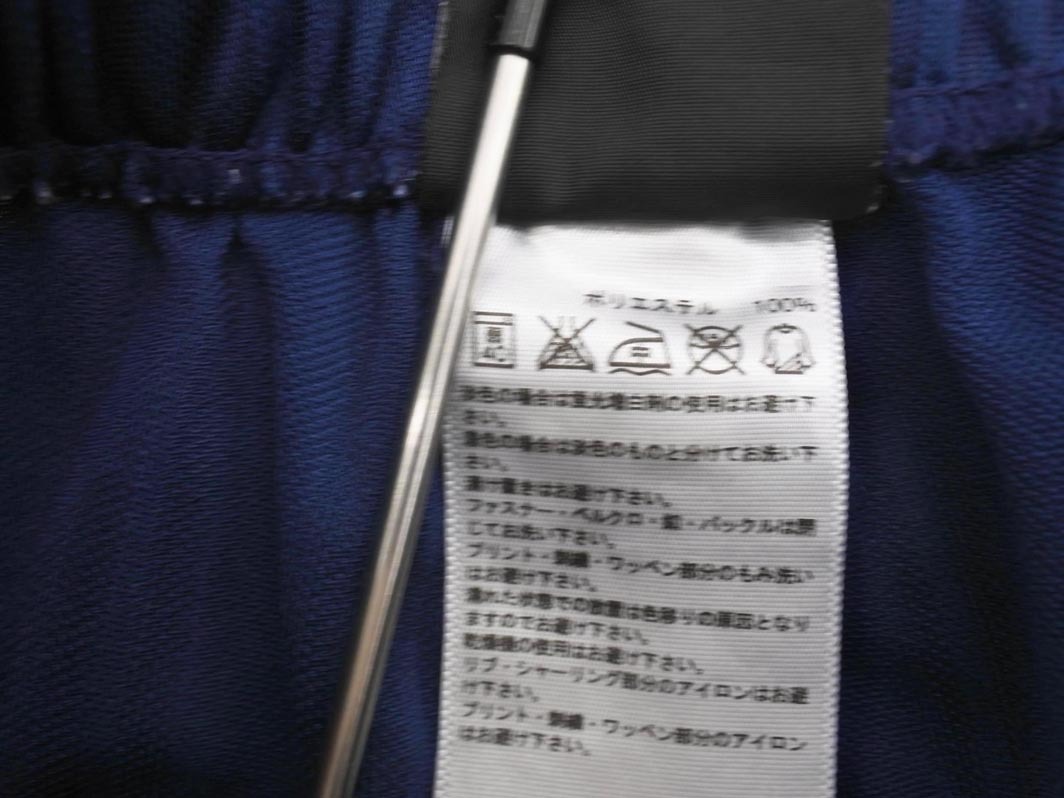 ポリエステル 100%
弱
40
中
淡色の場合は蛍光増白剤の使用はお避け下
さい。
濃色の場合は淡色のものと分けてお洗い下
さい。
漬け置きはお避け下さい。
ファスナー・ベルクロ・釦・バックルは閉
じてお洗い下さい。
プリント・刺繍・ワッペン部分のもみ洗い
はお避け下さい。
濡れた状態での放置は色移りの原因となり
ますのでお避け下さい。
乾燥機の使用はお避け下さい。
リブ・シャーリング部分のアイロンはお避
け下さい。
プリント・刺繍・ワッペン部分のアイロン
はお避け下さい。